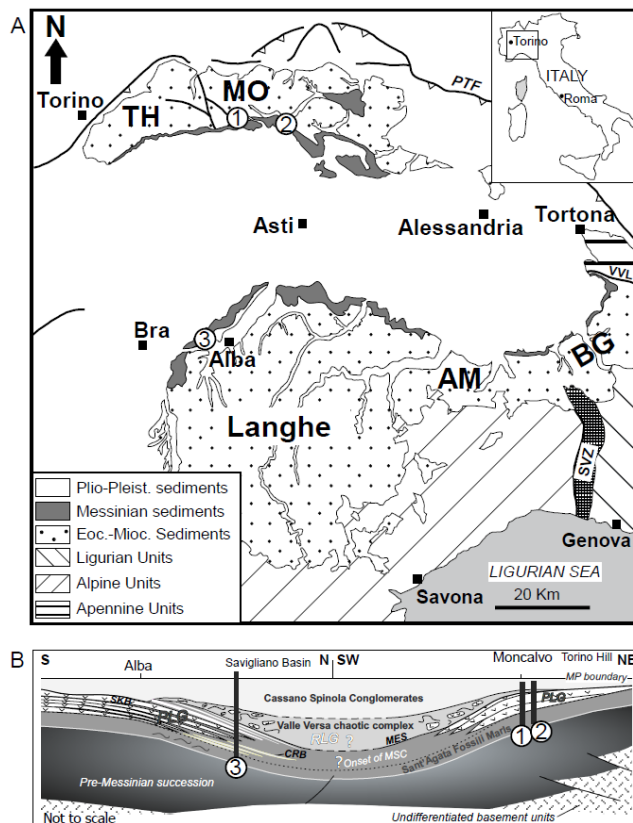 A
N
Torino
TH
MO
1
2
PTF
Torino
ITALY
Roma
Asti
Alessandria
Tortona
VVL
Bra
3
Alba
BG
AM
Langhe
SVZ
Genova
LIGURIAN SEA
Savona
20 Km
Plio-Pleist. sediments
Messinian sediments
Eoc.-Mioc. Sediments
Ligurian Units
Alpine Units
Apennine Units
B
S
Alba
Savigliano Basin
N
SW
Moncalvo
Torino Hill
NE
MP boundary
SKB
PLG
Cassano Spinola Conglomerates
PLG
Valle Versa chaotic complex
RLG ?
MES
CRB
? Onset of MSC
Sant'Agata Fossili Marls
1
2
3
Pre-Messinian succession
Not to scale
Undifferentiated basement units